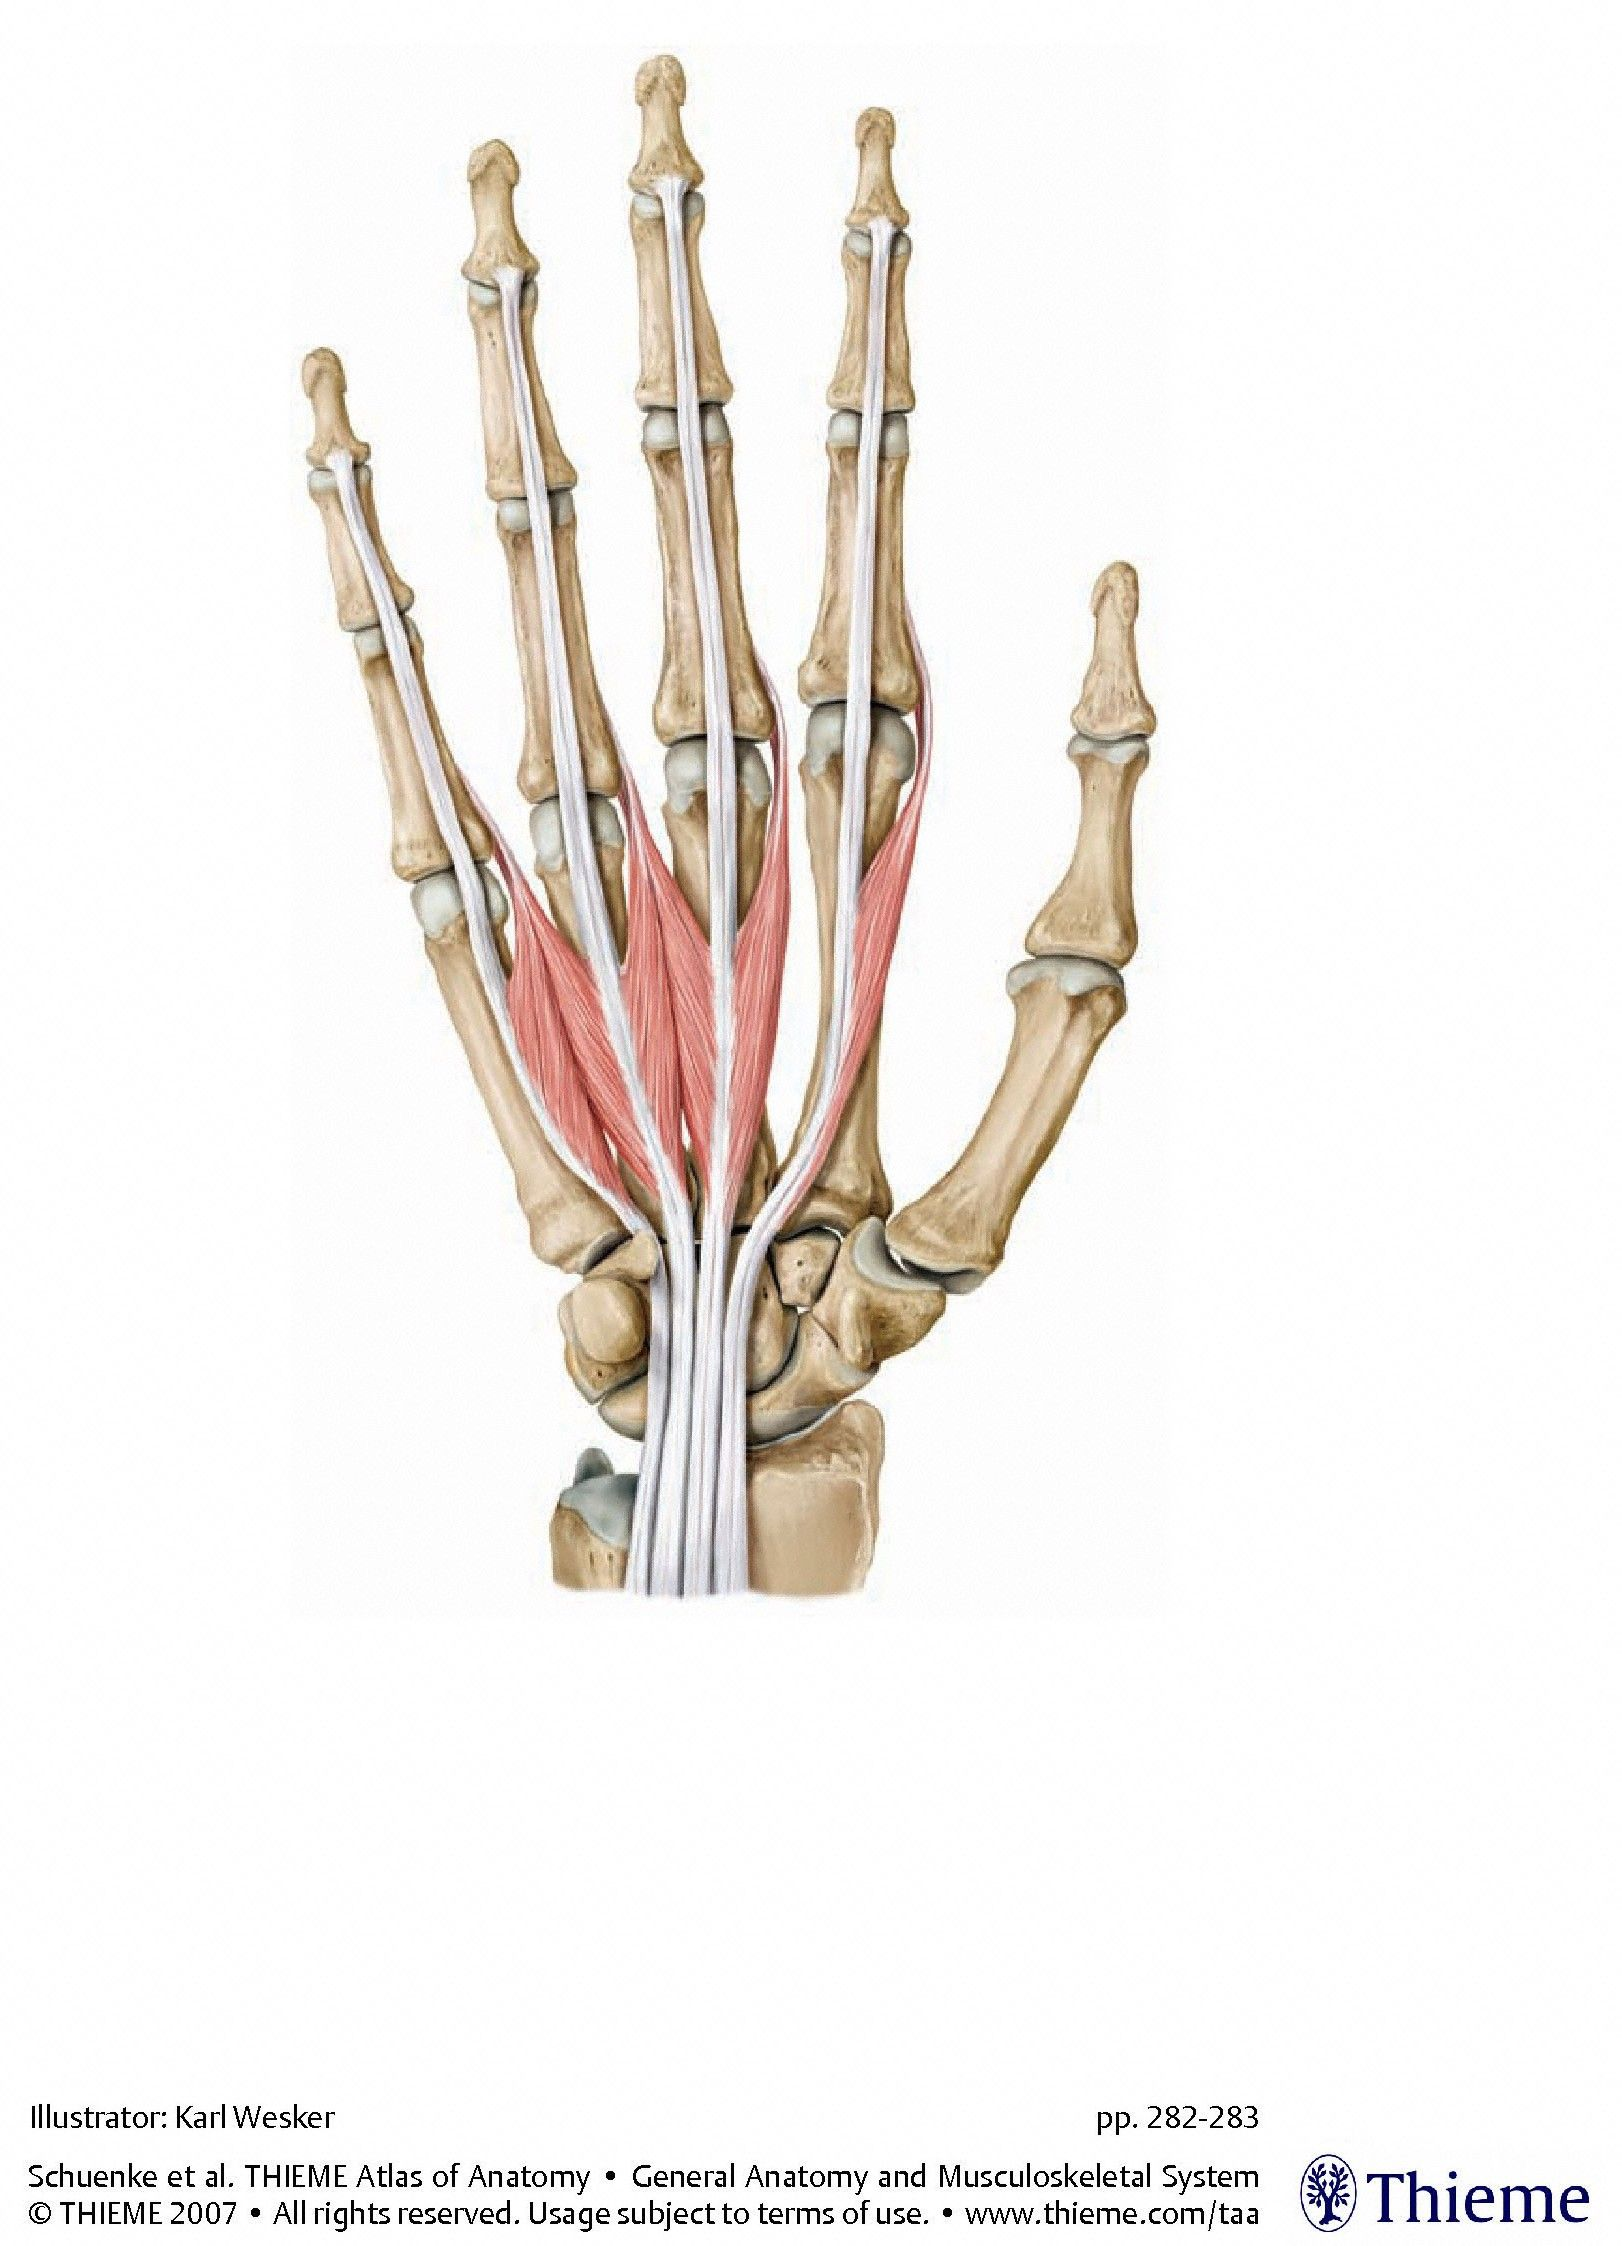 Illustrator: Karl Wesker
pp. 282-283
Schuenke et al. THIEME Atlas of Anatomy • General Anatomy and Musculoskeletal System
© THIEME 2007 • All rights reserved. Usage subject to terms of use. • www.thieme.com/taa
Thieme